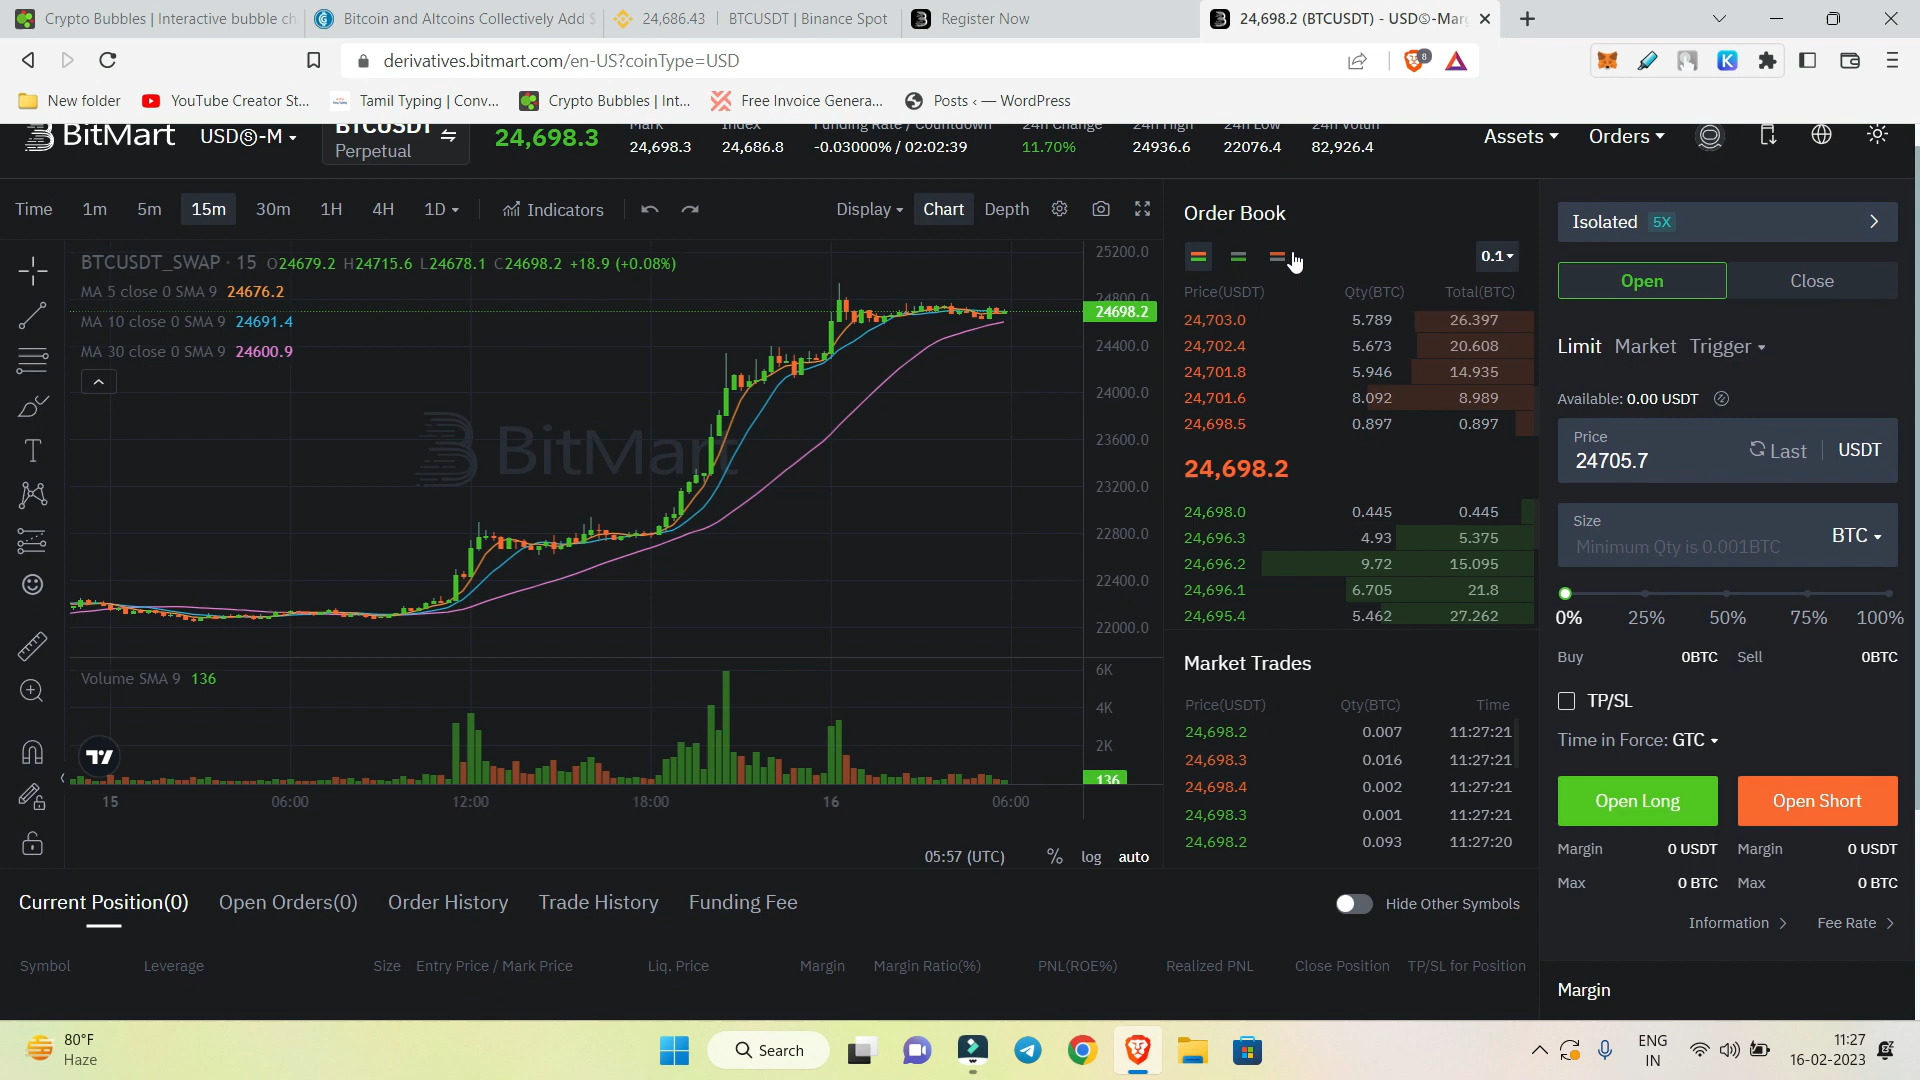 Crypto Bubbles | Interactive bubble ch
Bitcoin and Altcoins Collectively Add $
24,686.43 | BTCUSDT | Binance Spot
Register Now
24,698.2 (BTCUSDT) - USDⓈ-Mar
derivatives.bitmart.com/en-US?coinType=USD
8
New folder
YouTube Creator St...
Tamil Typing | Conv...
Crypto Bubbles | Int...
Free Invoice Genera...
Posts ‹ — WordPress
BitMart
USDⓈ-M
BTCUSDT
Perpetual
24,698.3
Mark
24,698.3
Index
24,686.8
Funding Rate / Countdown
-0.03000% / 02:02:39
24h Change
11.70%
24h High
24936.6
24h Low
22076.4
24h Volum
82,926.4
Assets
Orders
Time 1m 5m 15m 30m 1H 4H 1D
Indicators
Display Chart Depth
BTCUSDT_SWAP · 15 O24679.2 H24715.6 L24678.1 C24698.2 +18.9 (+0.08%)
MA 5 close 0 SMA 9 24676.2
MA 10 close 0 SMA 9 24691.4
MA 30 close 0 SMA 9 24600.9
BitMart
25200.0
24800.0
24698.2
24400.0
24000.0
23600.0
23200.0
22800.0
22400.0
22000.0
Volume SMA 9 136
6K
4K
2K
136
15 06:00 12:00 18:00 16 06:00
05:57 (UTC) % log auto
Order Book
0.1
Price(USDT) Qty(BTC) Total(BTC)
24,703.0 5.789 26.397
24,702.4 5.673 20.608
24,701.8 5.946 14.935
24,701.6 8.092 8.989
24,698.5 0.897 0.897
24,698.2
24,698.0 0.445 0.445
24,696.3 4.93 5.375
24,696.2 9.72 15.095
24,696.1 6.705 21.8
24,695.4 5.462 27.262
Market Trades
Price(USDT) Qty(BTC) Time
24,698.2 0.007 11:27:21
24,698.3 0.016 11:27:21
24,698.4 0.002 11:27:21
24,698.3 0.001 11:27:21
24,698.2 0.093 11:27:20
Isolated 5X
Open Close
Limit Market Trigger
Available: 0.00 USDT
Price
24705.7 Last USDT
Size
Minimum Qty is 0.001BTC BTC
0% 25% 50% 75% 100%
Buy 0BTC Sell 0BTC
TP/SL
Time in Force: GTC
Open Long Open Short
Margin 0 USDT Margin 0 USDT
Max 0 BTC Max 0 BTC
Information Fee Rate
Margin
Current Position(0) Open Orders(0) Order History Trade History Funding Fee
Hide Other Symbols
Symbol Leverage Size Entry Price / Mark Price Liq. Price Margin Margin Ratio(%) PNL(ROE%) Realized PNL Close Position TP/SL for Position
80°F
Haze
Search
ENG
IN
11:27
16-02-2023